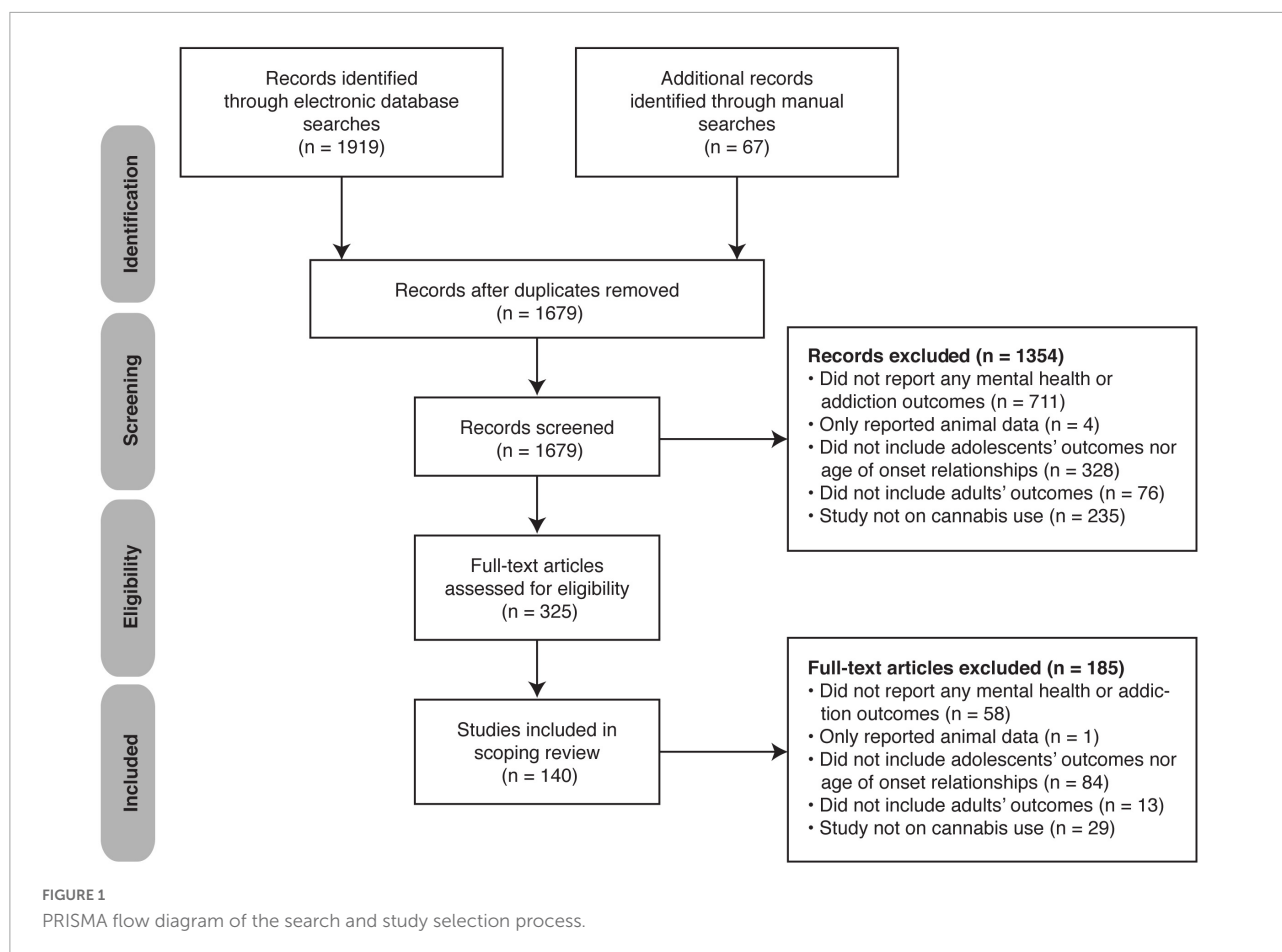 Records identified
through electronic database
searches
(n = 1919)
Additional records
identified through manual
searches
(n = 67)
Identification
Records after duplicates removed
(n = 1679)
Screening
Records screened
(n = 1679)
Records excluded (n = 1354)
• Did not report any mental health or
addiction outcomes (n = 711)
• Only reported animal data (n = 4)
• Did not include adolescents’ outcomes nor
age of onset relationships (n = 328)
• Did not include adults’ outcomes (n = 76)
• Study not on cannabis use (n = 235)
Eligibility
Full-text articles
assessed for eligibility
(n = 325)
Included
Studies included in
scoping review
(n = 140)
Full-text articles excluded (n = 185)
• Did not report any mental health or addic-
tion outcomes (n = 58)
• Only reported animal data (n = 1)
• Did not include adolescents’ outcomes nor
age of onset relationships (n = 84)
• Did not include adults’ outcomes (n = 13)
• Study not on cannabis use (n = 29)
FIGURE 1
PRISMA flow diagram of the search and study selection process.